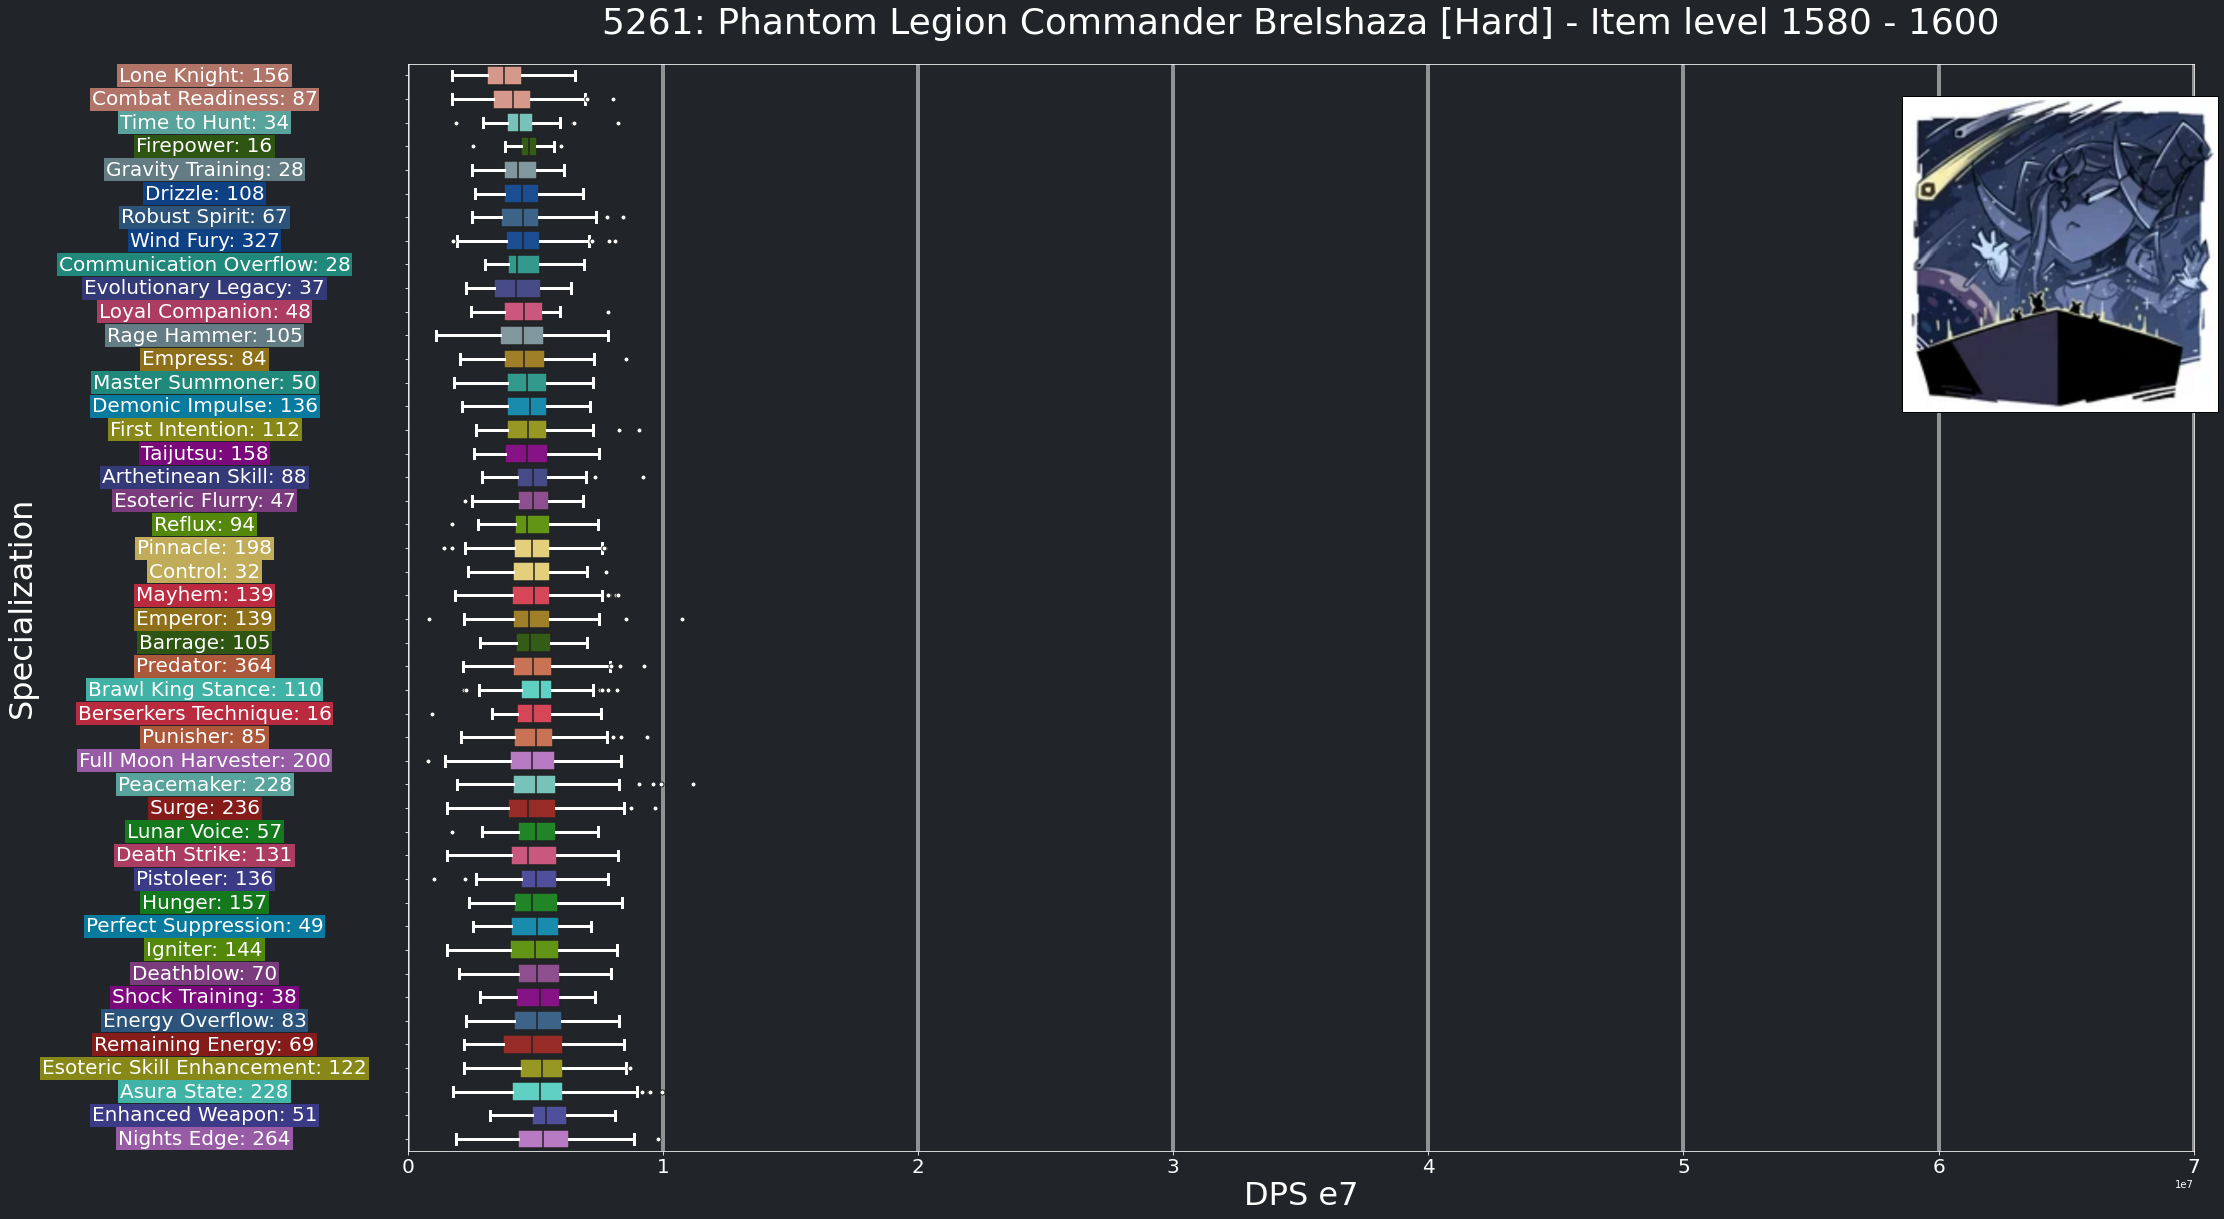 5261: Phantom Legion Commander Brelshaza [Hard] - Item level 1580 - 1600
Specialization
Lone Knight: 156
Combat Readiness: 87
Time to Hunt: 34
Firepower: 16
Gravity Training: 28
Drizzle: 108
Robust Spirit: 67
Wind Fury: 327
Communication Overflow: 28
Evolutionary Legacy: 37
Loyal Companion: 48
Rage Hammer: 105
Empress: 84
Master Summoner: 50
Demonic Impulse: 136
First Intention: 112
Taijutsu: 158
Arthetinean Skill: 88
Esoteric Flurry: 47
Reflux: 94
Pinnacle: 198
Control: 32
Mayhem: 139
Emperor: 139
Barrage: 105
Predator: 364
Brawl King Stance: 110
Berserkers Technique: 16
Punisher: 85
Full Moon Harvester: 200
Peacemaker: 228
Surge: 236
Lunar Voice: 57
Death Strike: 131
Pistoleer: 136
Hunger: 157
Perfect Suppression: 49
Igniter: 144
Deathblow: 70
Shock Training: 38
Energy Overflow: 83
Remaining Energy: 69
Esoteric Skill Enhancement: 122
Asura State: 228
Enhanced Weapon: 51
Nights Edge: 264
0 1 2 3 4 5 6 7
1e7
DPS e7